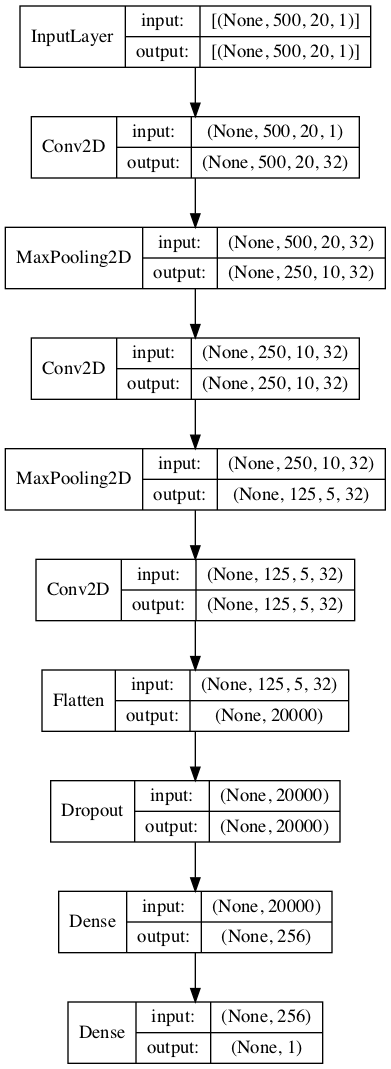 InputLayer input: [(None, 500, 20, 1)]
output: [(None, 500, 20, 1)]
Conv2D input: (None, 500, 20, 1)
output: (None, 500, 20, 32)
MaxPooling2D input: (None, 500, 20, 32)
output: (None, 250, 10, 32)
Conv2D input: (None, 250, 10, 32)
output: (None, 250, 10, 32)
MaxPooling2D input: (None, 250, 10, 32)
output: (None, 125, 5, 32)
Conv2D input: (None, 125, 5, 32)
output: (None, 125, 5, 32)
Flatten input: (None, 125, 5, 32)
output: (None, 20000)
Dropout input: (None, 20000)
output: (None, 20000)
Dense input: (None, 20000)
output: (None, 256)
Dense input: (None, 256)
output: (None, 1)